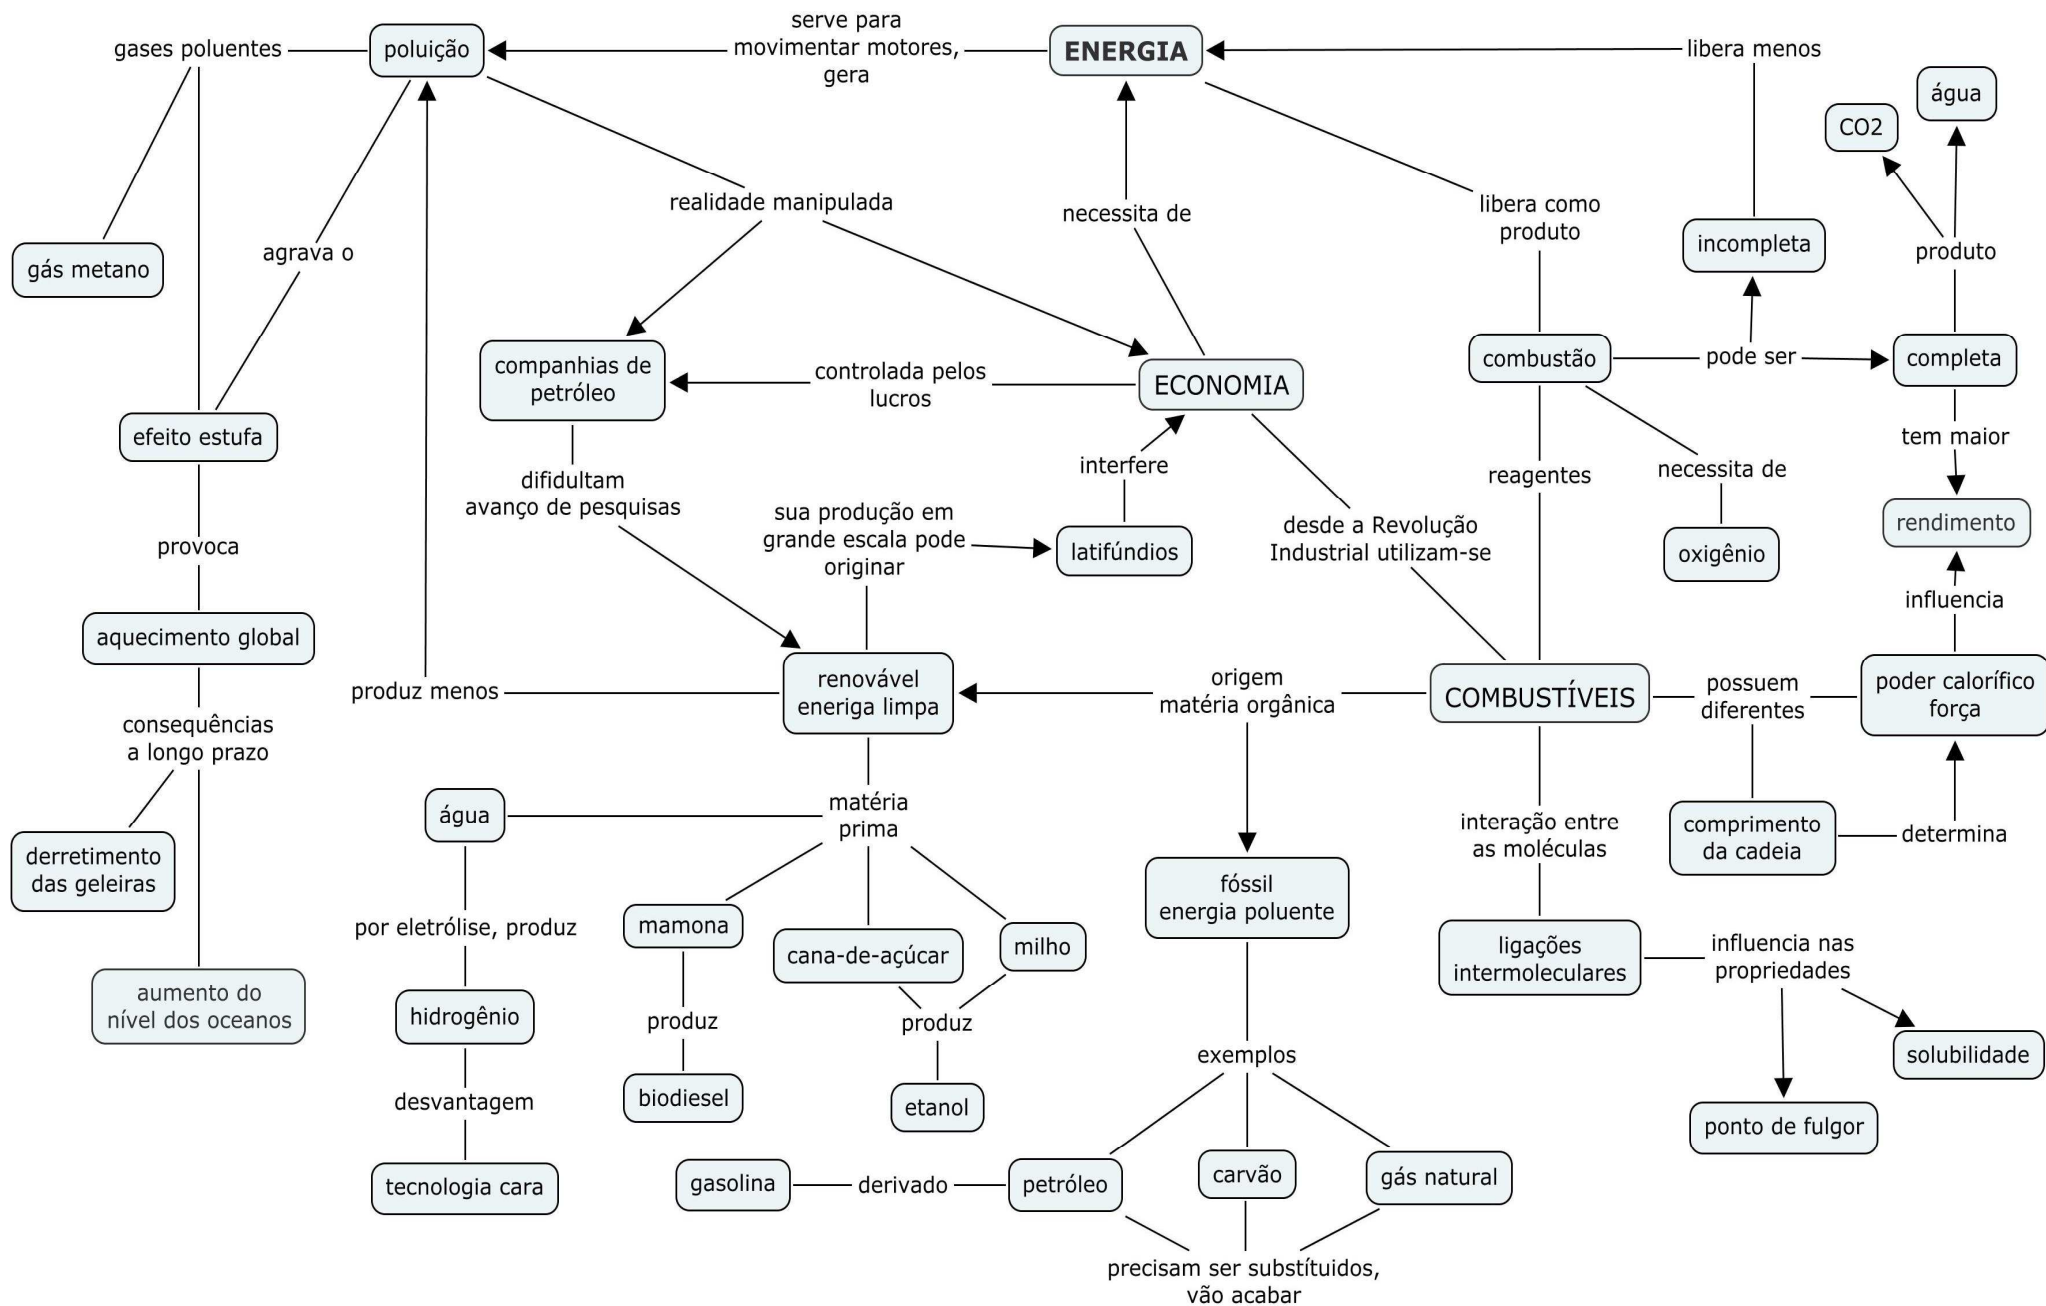 serve para
movimentar motores,
gera
gases poluentes
poluição
ENERGIA
libera menos
água
CO2
realidade manipulada
necessita de
libera como
produto
incompleta
produto
gás metano
agrava o
companhias de
petróleo
controlada pelos
lucros
ECONOMIA
combustão
pode ser
completa
efeito estufa
interfere
reagentes
necessita de
tem maior
difidultam
avanço de pesquisas
sua produção em
grande escala pode
originar
latifúndios
desde a Revolução
Industrial utilizam-se
oxigênio
rendimento
provoca
influencia
aquecimento global
produz menos
renovável
eneriga limpa
origem
matéria orgânica
COMBUSTÍVEIS
possuem
diferentes
poder calorífico
força
consequências
a longo prazo
água
matéria
prima
interação entre
as moléculas
comprimento
da cadeia
determina
derretimento
das geleiras
fóssil
energia poluente
por eletrólise, produz
mamona
cana-de-açúcar
milho
ligações
intermoleculares
influencia nas
propriedades
aumento do
nível dos oceanos
hidrogênio
produz
produz
exemplos
solubilidade
desvantagem
biodiesel
etanol
ponto de fulgor
tecnologia cara
gasolina
derivado
petróleo
carvão
gás natural
precisam ser substítuidos,
vão acabar